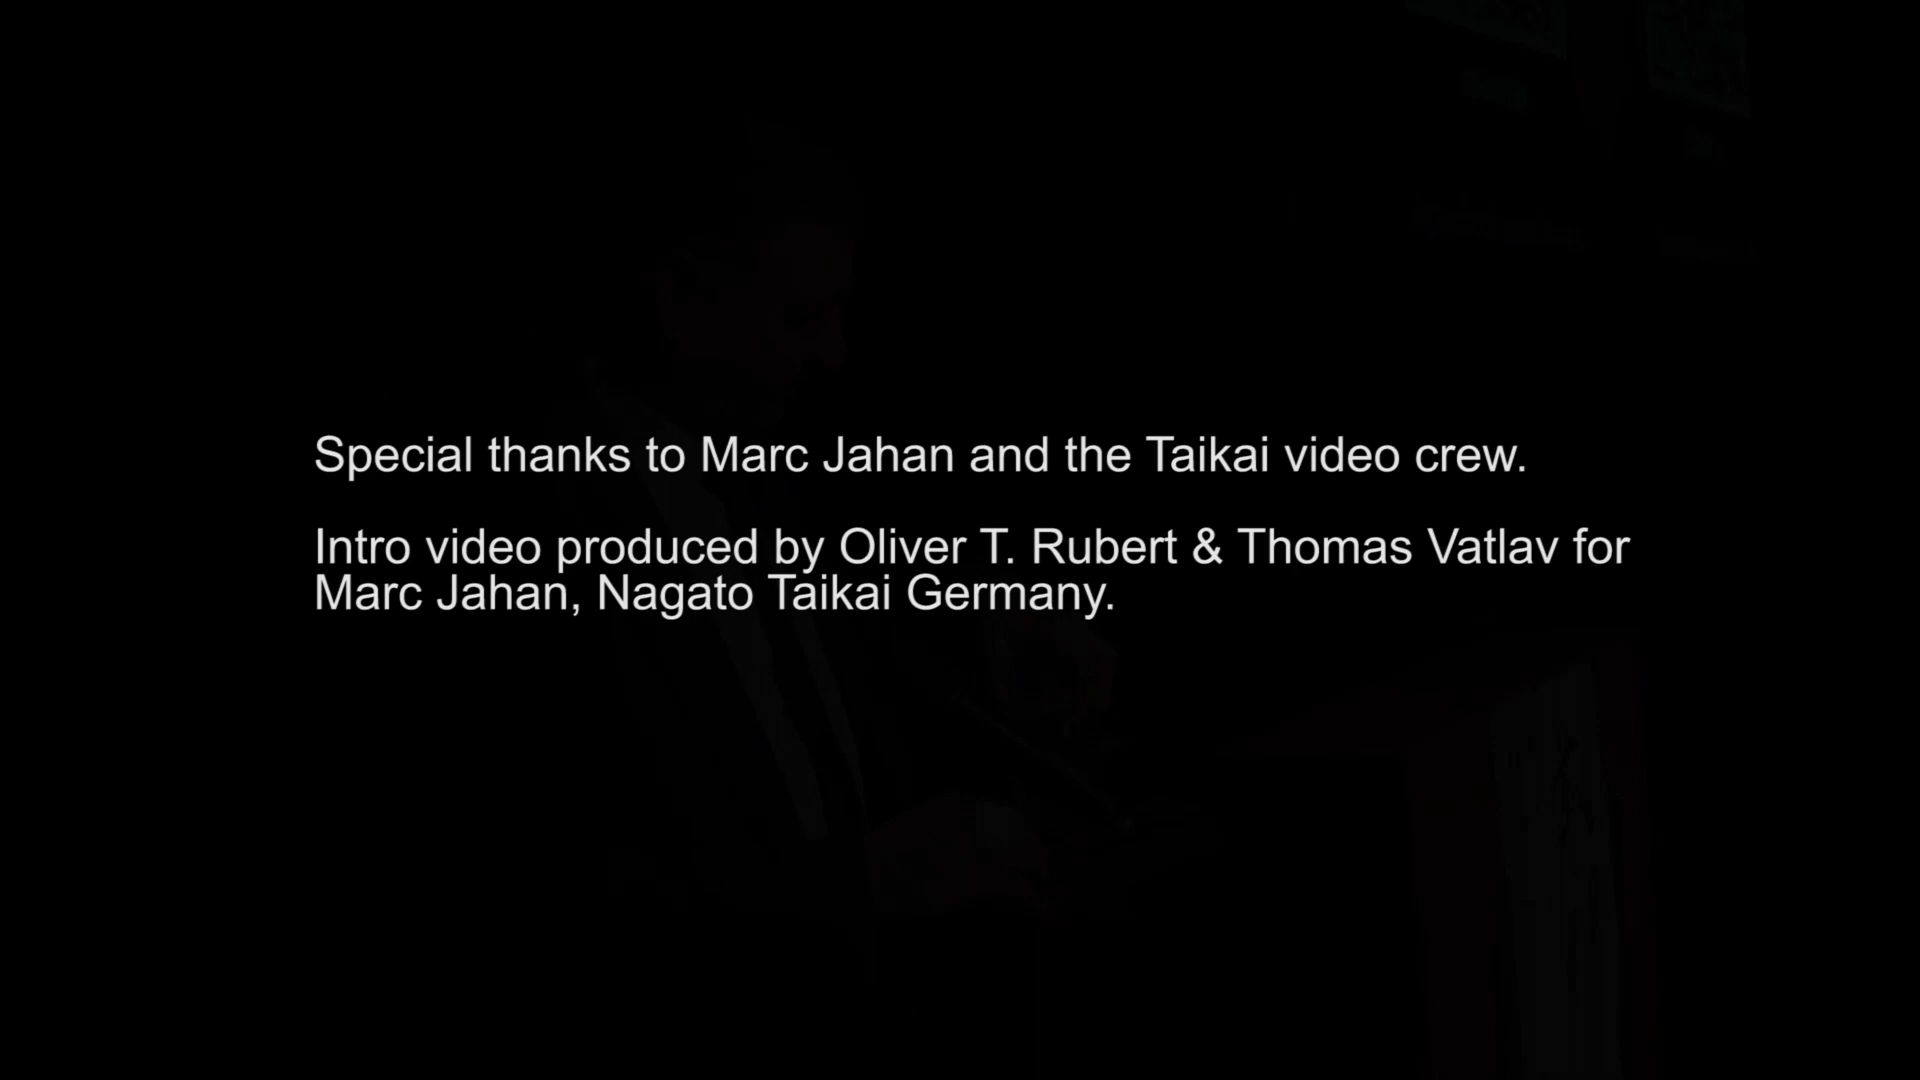 Special thanks to Marc Jahan and the Taikai video crew.
Intro video produced by Oliver T. Rubert & Thomas Vatlav for
Marc Jahan, Nagato Taikai Germany.